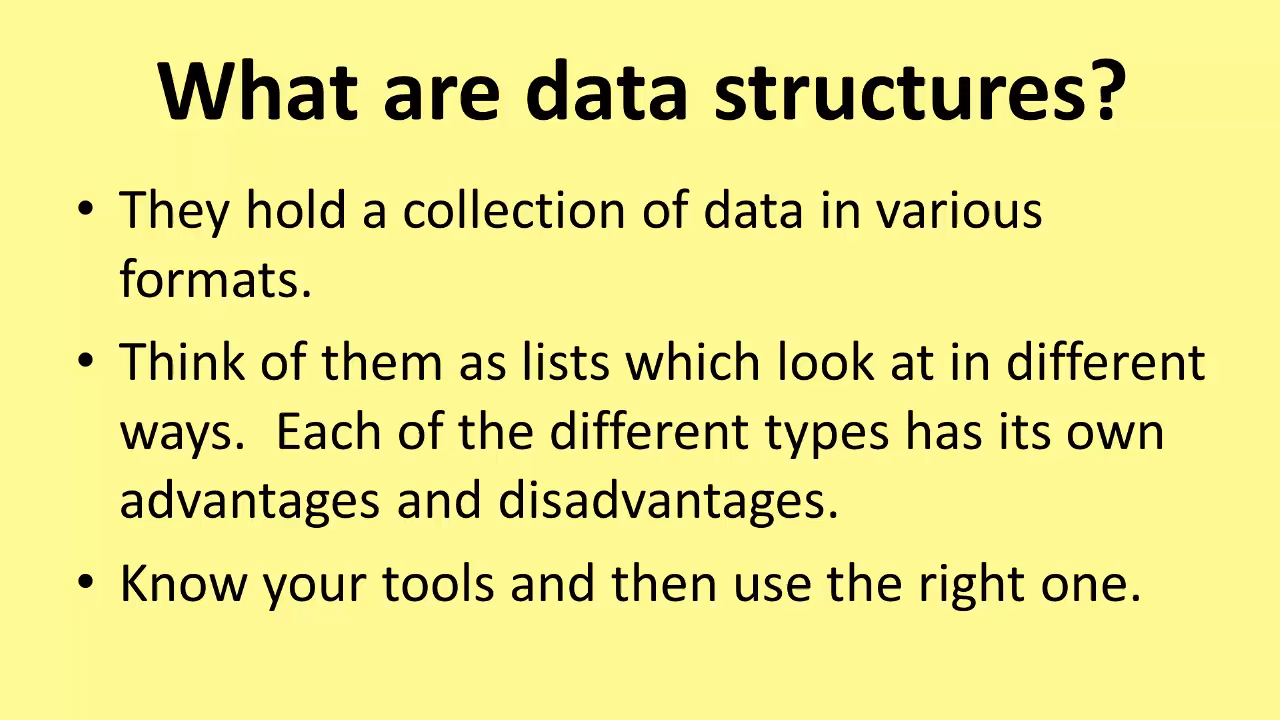 What are data structures?
• They hold a collection of data in various
formats.
• Think of them as lists which look at in different
ways.  Each of the different types has its own
advantages and disadvantages.
• Know your tools and then use the right one.